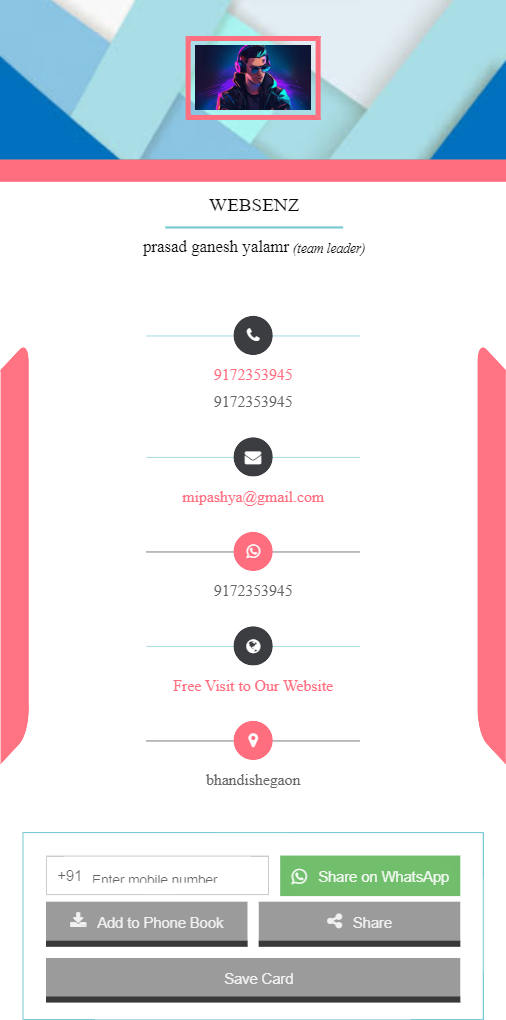 WEBSENZ
prasad ganesh yalamr (team leader)
9172353945
9172353945
mipashya@gmail.com
9172353945
Free Visit to Our Website
bhandishegaon
+91 Enter mobile number
Share on WhatsApp
Add to Phone Book
Share
Save Card